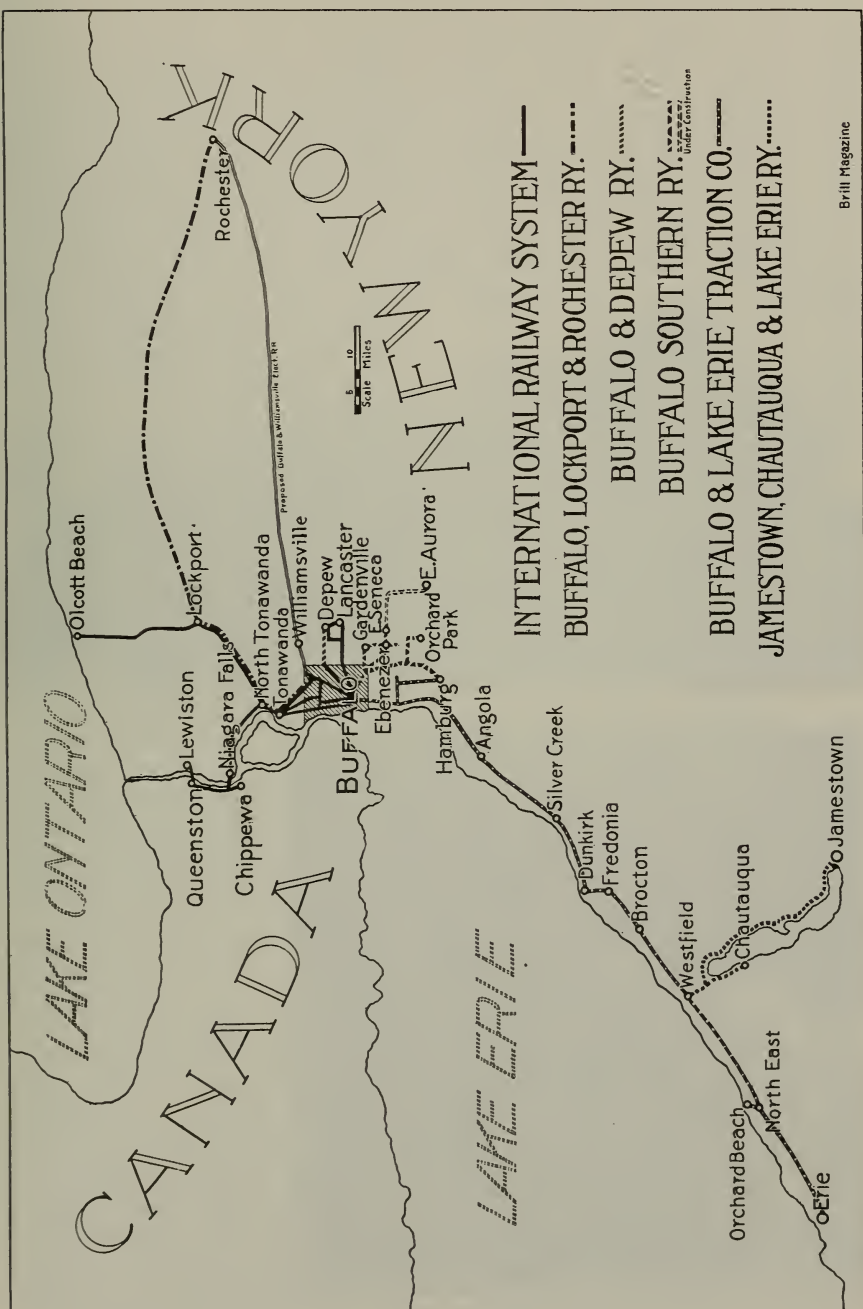 LAKE ONTARIO
CANADA
NEW YORK
LAKE ERIE
Olcott Beach
Rochester
Lockport
Lewiston
Queenston
Niagara Falls
Chippewa
North Tonawanda
Tonawanda
Williamsville
Proposed Buffalo & Williamsville Elect. RR
Scale Miles
5 10
BUFFALO
Depew
Lancaster
Gardenville
E. Seneca
Ebenezer
E. Aurora
Orchard
Park
Hamburg
Angola
Silver Creek
Dunkirk
Fredonia
Brocton
Westfield
Chautauqua
Jamestown
Orchard Beach
North East
Erie
INTERNATIONAL RAILWAY SYSTEM
BUFFALO, LOCKPORT & ROCHESTER RY.
BUFFALO & DEPEW RY.
BUFFALO SOUTHERN RY.
Under Construction
BUFFALO & LAKE ERIE TRACTION CO.
JAMESTOWN, CHAUTAUQUA & LAKE ERIE RY.
Brill Magazine